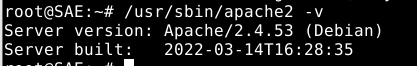 root@SAE:~# /usr/sbin/apache2 -v
Server version: Apache/2.4.53 (Debian)
Server built:   2022-03-14T16:28:35
root@SAE:~#